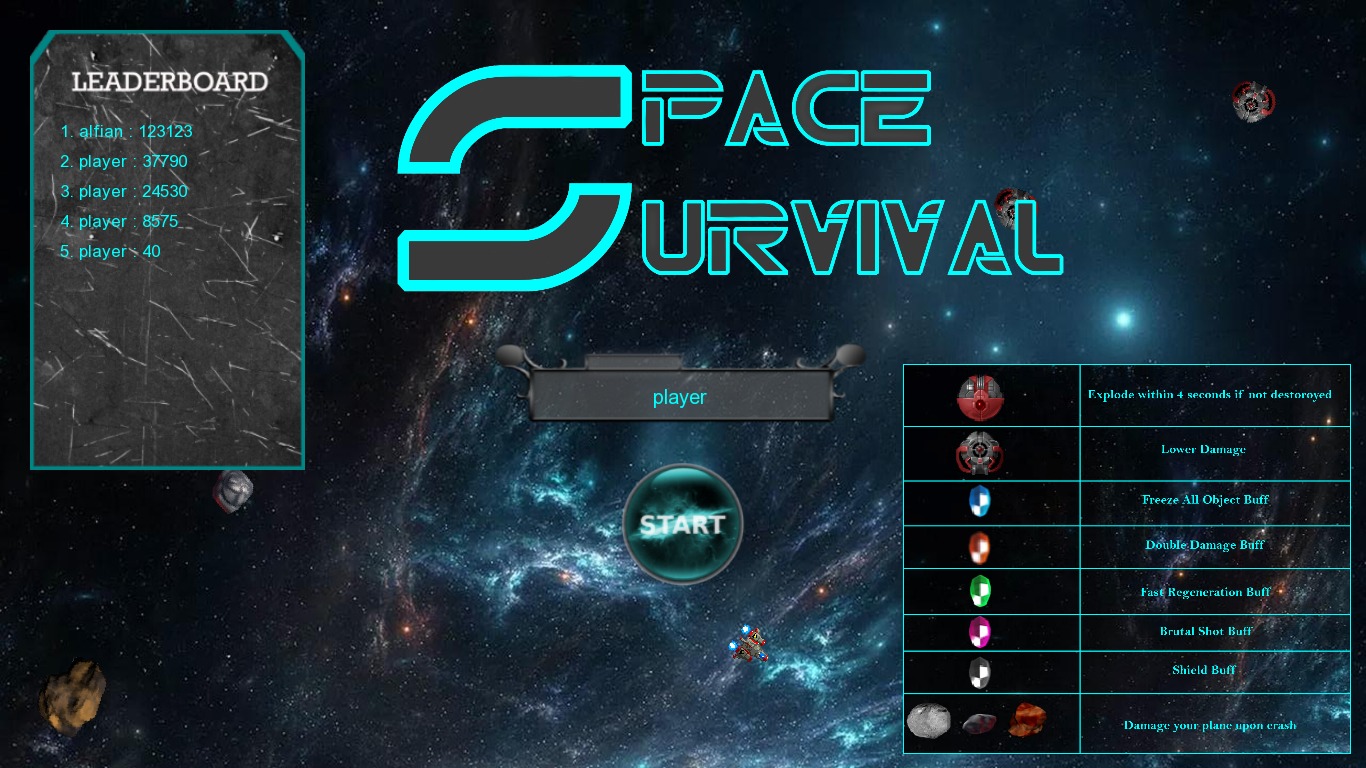 LEADERBOARD
1. alfian : 123123
2. player : 37790
3. player : 24530
4. player : 8575
5. player : 40
SPACE
SURVIVAL
player
START
Explode within 4 seconds if not destoroyed
Lower Damage
Freeze All Object Buff
Double Damage Buff
Fast Regeneration Buff
Brutal Shot Buff
Shield Buff
Damage your plane upon crash